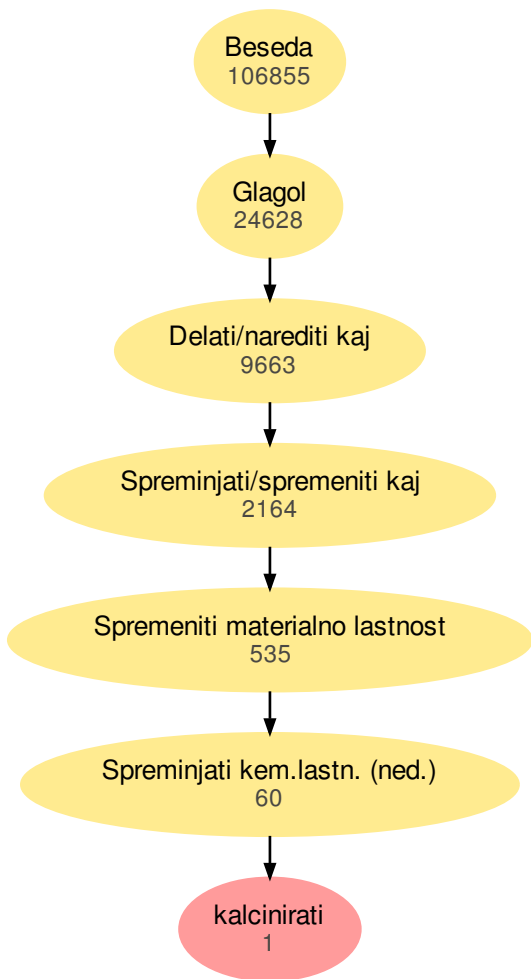 Beseda
106855
Glagol
24628
Delati/narediti kaj
9663
Spreminjati/spremeniti kaj
2164
Spremeniti materialno lastnost
535
Spreminjati kem.lastn. (ned.)
60
kalcinirati
1